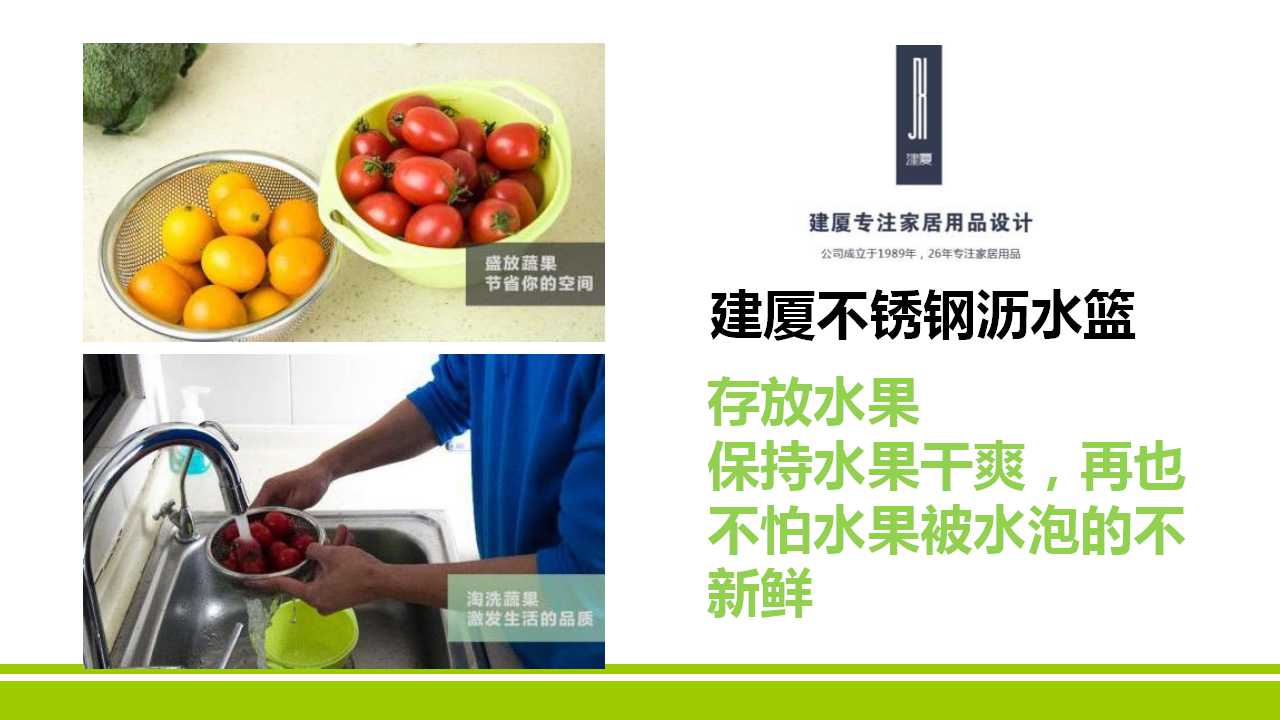 盛放蔬果
节省你的空间
淘洗蔬果
激发生活的品质
JX
建厦
建厦专注家居用品设计
公司成立于1989年，26年专注家居用品
建厦不锈钢沥水篮
存放水果
保持水果干爽，再也
不怕水果被水泡的不
新鲜